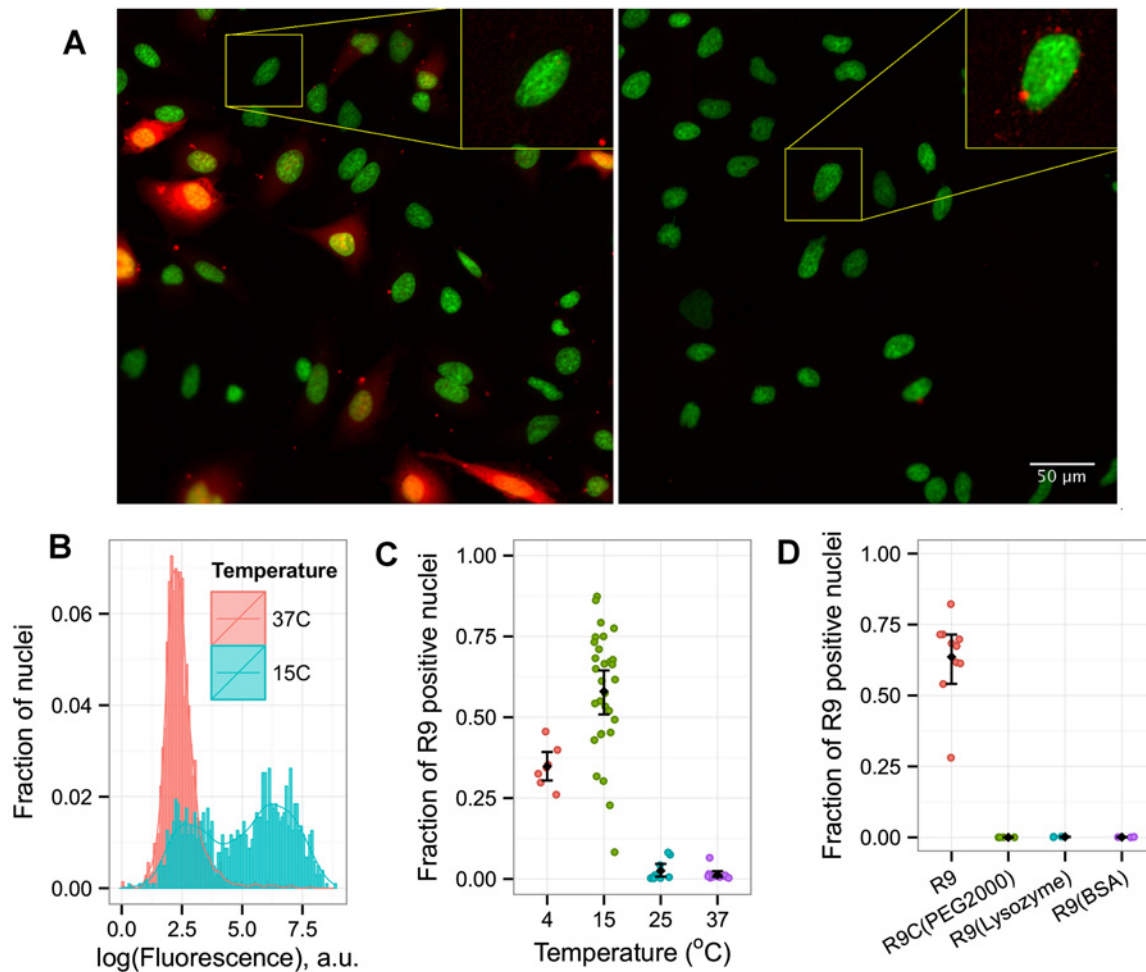 A
50 µm
B
Temperature
37C
15C
Fraction of nuclei
0.06
0.04
0.02
0.00
0.0
2.5
5.0
7.5
log(Fluorescence), a.u.
C
Fraction of R9 positive nuclei
1.00
0.75
0.50
0.25
0.00
4
15
25
37
Temperature (°C)
D
Fraction of R9 positive nuclei
1.00
0.75
0.50
0.25
0.00
R9
R9C(PEG2000)
R9(Lysozyme)
R9(BSA)